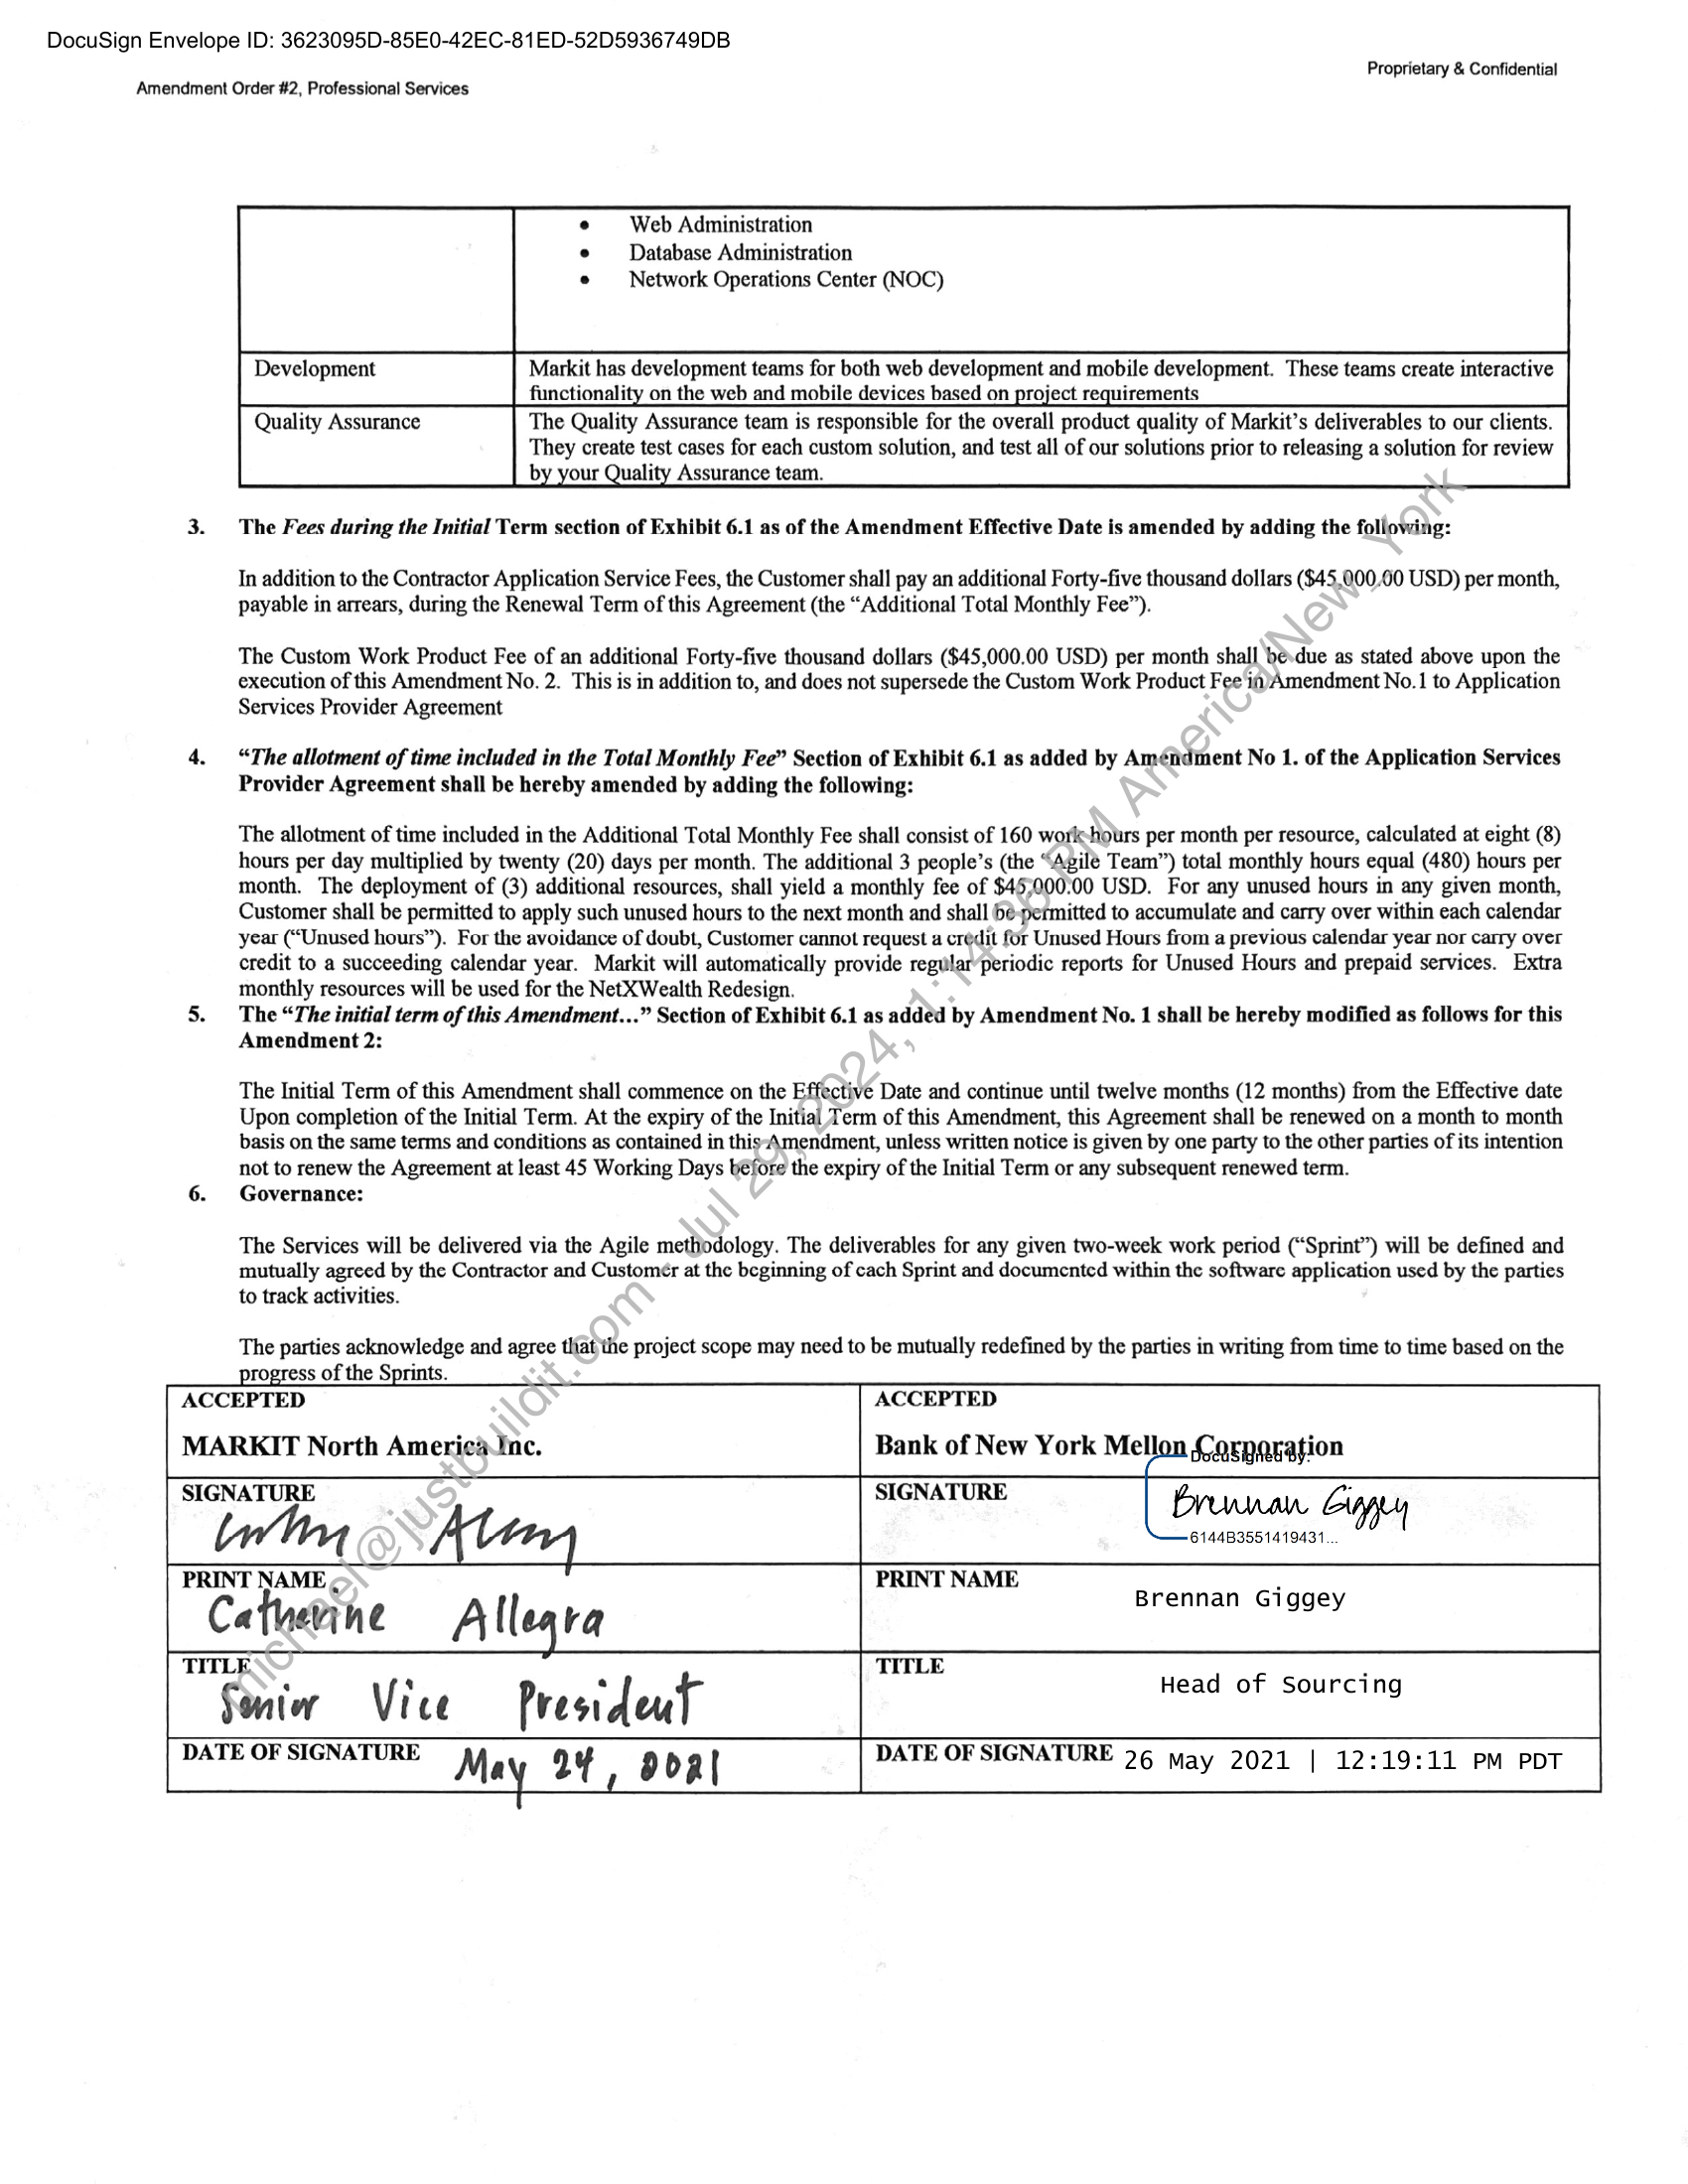 DocuSign Envelope ID: 3623095D-85E0-42EC-81ED-52D5936749DB
Proprietary & Confidential
Amendment Order #2, Professional Services
• Web Administration
• Database Administration
• Network Operations Center (NOC)
Development
Markit has development teams for both web development and mobile development. These teams create interactive
functionality on the web and mobile devices based on project requirements
Quality Assurance
The Quality Assurance team is responsible for the overall product quality of Markit's deliverables to our clients.
They create test cases for each custom solution, and test all of our solutions prior to releasing a solution for review
by your Quality Assurance team.
3. The Fees during the Initial Term section of Exhibit 6.1 as of the Amendment Effective Date is amended by adding the following:
In addition to the Contractor Application Service Fees, the Customer shall pay an additional Forty-five thousand dollars ($45,000.00 USD) per month,
payable in arrears, during the Renewal Term of this Agreement (the “Additional Total Monthly Fee”).
The Custom Work Product Fee of an additional Forty-five thousand dollars ($45,000.00 USD) per month shall be due as stated above upon the
execution of this Amendment No. 2. This is in addition to, and does not supersede the Custom Work Product Fee in Amendment No.1 to Application
Services Provider Agreement
4. “The allotment of time included in the Total Monthly Fee” Section of Exhibit 6.1 as added by Amendment No 1. of the Application Services
Provider Agreement shall be hereby amended by adding the following:
The allotment of time included in the Additional Total Monthly Fee shall consist of 160 work hours per month per resource, calculated at eight (8)
hours per day multiplied by twenty (20) days per month. The additional 3 people's (the “Agile Team”) total monthly hours equal (480) hours per
month. The deployment of (3) additional resources, shall yield a monthly fee of $45,000.00 USD. For any unused hours in any given month,
Customer shall be permitted to apply such unused hours to the next month and shall be permitted to accumulate and carry over within each calendar
year (“Unused hours”). For the avoidance of doubt, Customer cannot request a credit for Unused Hours from a previous calendar year nor carry over
credit to a succeeding calendar year. Markit will automatically provide regular periodic reports for Unused Hours and prepaid services. Extra
monthly resources will be used for the NetXWealth Redesign.
5. The “The initial term of this Amendment...” Section of Exhibit 6.1 as added by Amendment No. 1 shall be hereby modified as follows for this
Amendment 2:
The Initial Term of this Amendment shall commence on the Effective Date and continue until twelve months (12 months) from the Effective date
Upon completion of the Initial Term. At the expiry of the Initial Term of this Amendment, this Agreement shall be renewed on a month to month
basis on the same terms and conditions as contained in this Amendment, unless written notice is given by one party to the other parties of its intention
not to renew the Agreement at least 45 Working Days before the expiry of the Initial Term or any subsequent renewed term.
6. Governance:
The Services will be delivered via the Agile methodology. The deliverables for any given two-week work period (“Sprint”) will be defined and
mutually agreed by the Contractor and Customer at the beginning of each Sprint and documented within the software application used by the parties
to track activities.
The parties acknowledge and agree that the project scope may need to be mutually redefined by the parties in writing from time to time based on the
progress of the Sprints.
ACCEPTED
MARKIT North America Inc.
SIGNATURE
PRINT NAME
Catherine Allegra
TITLE
Senior Vice President
DATE OF SIGNATURE May 24, 2021
ACCEPTED
Bank of New York Mellon Corporation
DocuSigned by:
SIGNATURE
Brennan Giggey
6144B3551419431...
PRINT NAME
Brennan Giggey
TITLE
Head of Sourcing
DATE OF SIGNATURE 26 May 2021 | 12:19:11 PM PDT
michael@justbuildit.com - Jul 29, 2024, 1:14:36 PM America/New_York